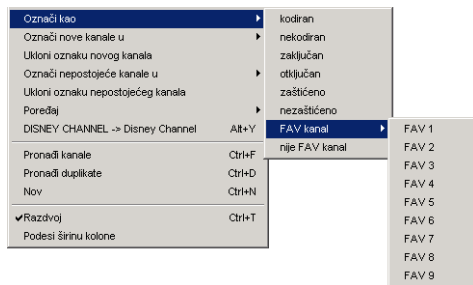 Označi kao
Označi nove kanale u
Ukloni oznaku novog kanala
Označi nepostojeće kanale u
Ukloni oznaku nepostojećeg kanala
Poređaj
DISNEY CHANNEL -> Disney Channel Alt+Y
Pronađi kanale Ctrl+F
Pronađi duplikate Ctrl+D
Nov Ctrl+N
✔Razdvoj Ctrl+T
Podesi širinu kolone
kodiran
nekodiran
zaključan
otključan
zaštićeno
nezaštićeno
FAV kanal
nije FAV kanal
FAV 1
FAV 2
FAV 3
FAV 4
FAV 5
FAV 6
FAV 7
FAV 8
FAV 9